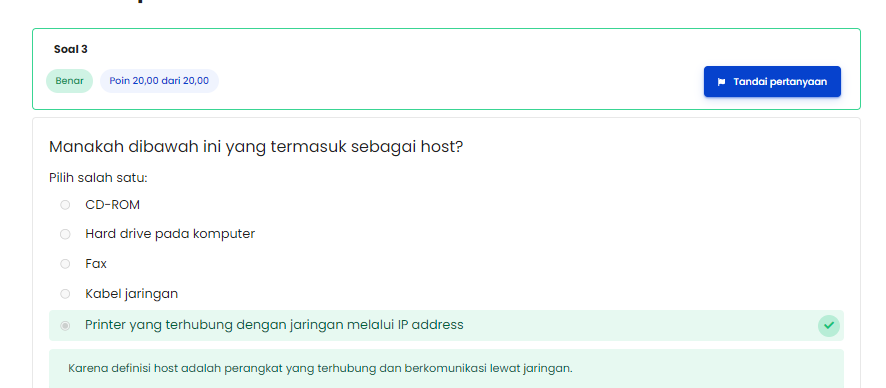 Soal 3
Benar
Poin 20,00 dari 20,00
Tandai pertanyaan
Manakah dibawah ini yang termasuk sebagai host?
Pilih salah satu:
CD-ROM
Hard drive pada komputer
Fax
Kabel jaringan
Printer yang terhubung dengan jaringan melalui IP address
Karena definisi host adalah perangkat yang terhubung dan berkomunikasi lewat jaringan.